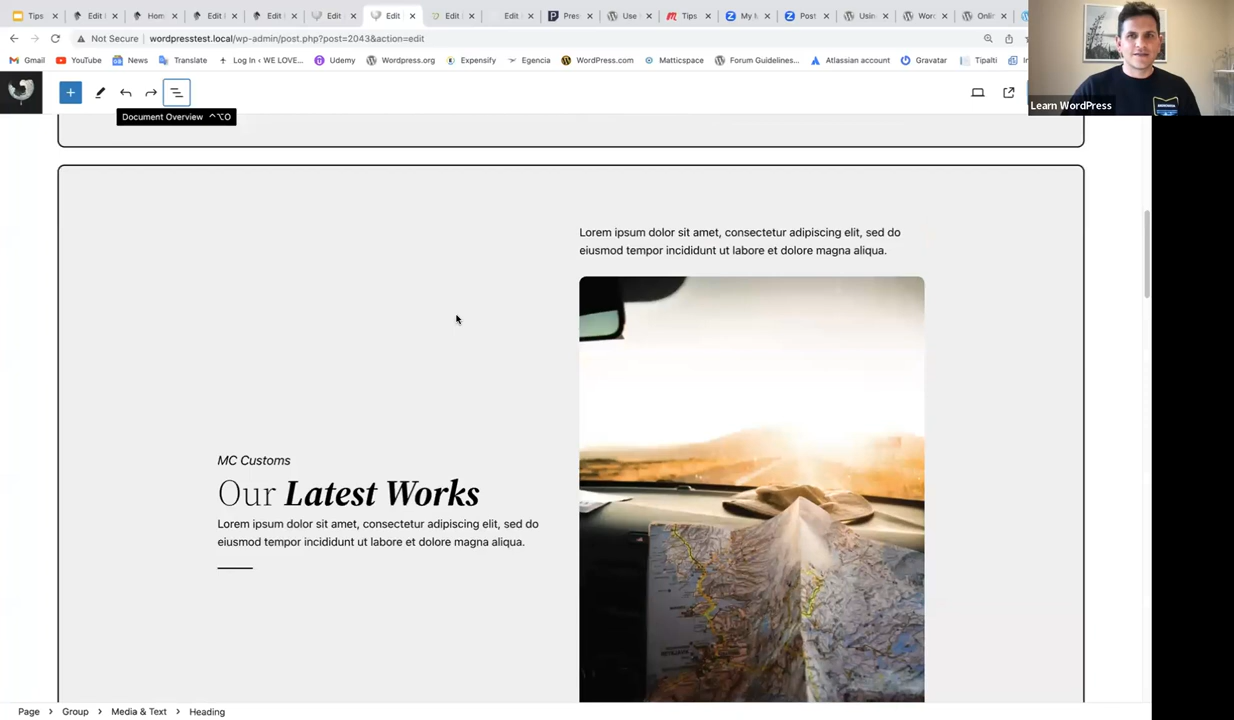 Tips
Edit
Hom
Edit
Edit
Edit
Edit
Edit
Edit
Pres
Use
Tips
My
Post
Usin
Word
Onlin
Not Secure
wordpresstest.local/wp-admin/post.php?post=2043&action=edit
Gmail
YouTube
News
Translate
Log In ‹ WE LOVE...
Udemy
Wordpress.org
Expensify
Egencia
WordPress.com
Matticspace
Forum Guidelines...
Atlassian account
Gravatar
Tipalti
Learn WordPress
Document Overview ^⌥O
Lorem ipsum dolor sit amet, consectetur adipiscing elit, sed do
eiusmod tempor incididunt ut labore et dolore magna aliqua.
MC Customs
Our Latest Works
Lorem ipsum dolor sit amet, consectetur adipiscing elit, sed do
eiusmod tempor incididunt ut labore et dolore magna aliqua.
Page > Group > Media & Text > Heading